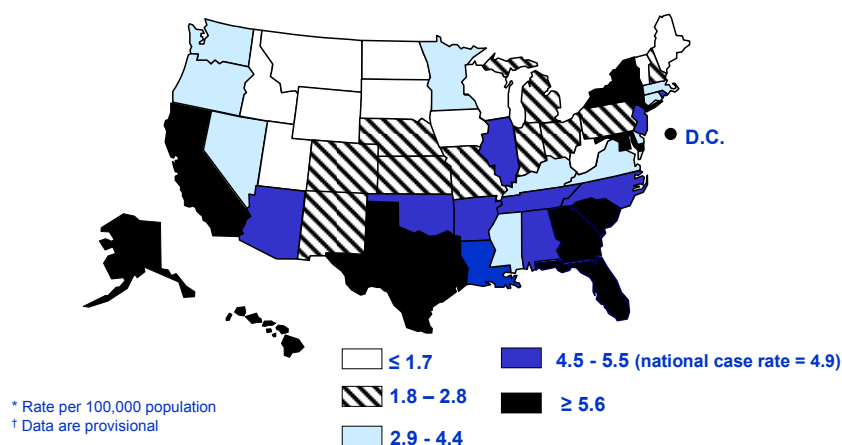 D.C.
≤ 1.7
4.5 - 5.5 (national case rate = 4.9)
1.8 – 2.8
≥ 5.6
2.9 - 4.4
* Rate per 100,000 population
† Data are provisional